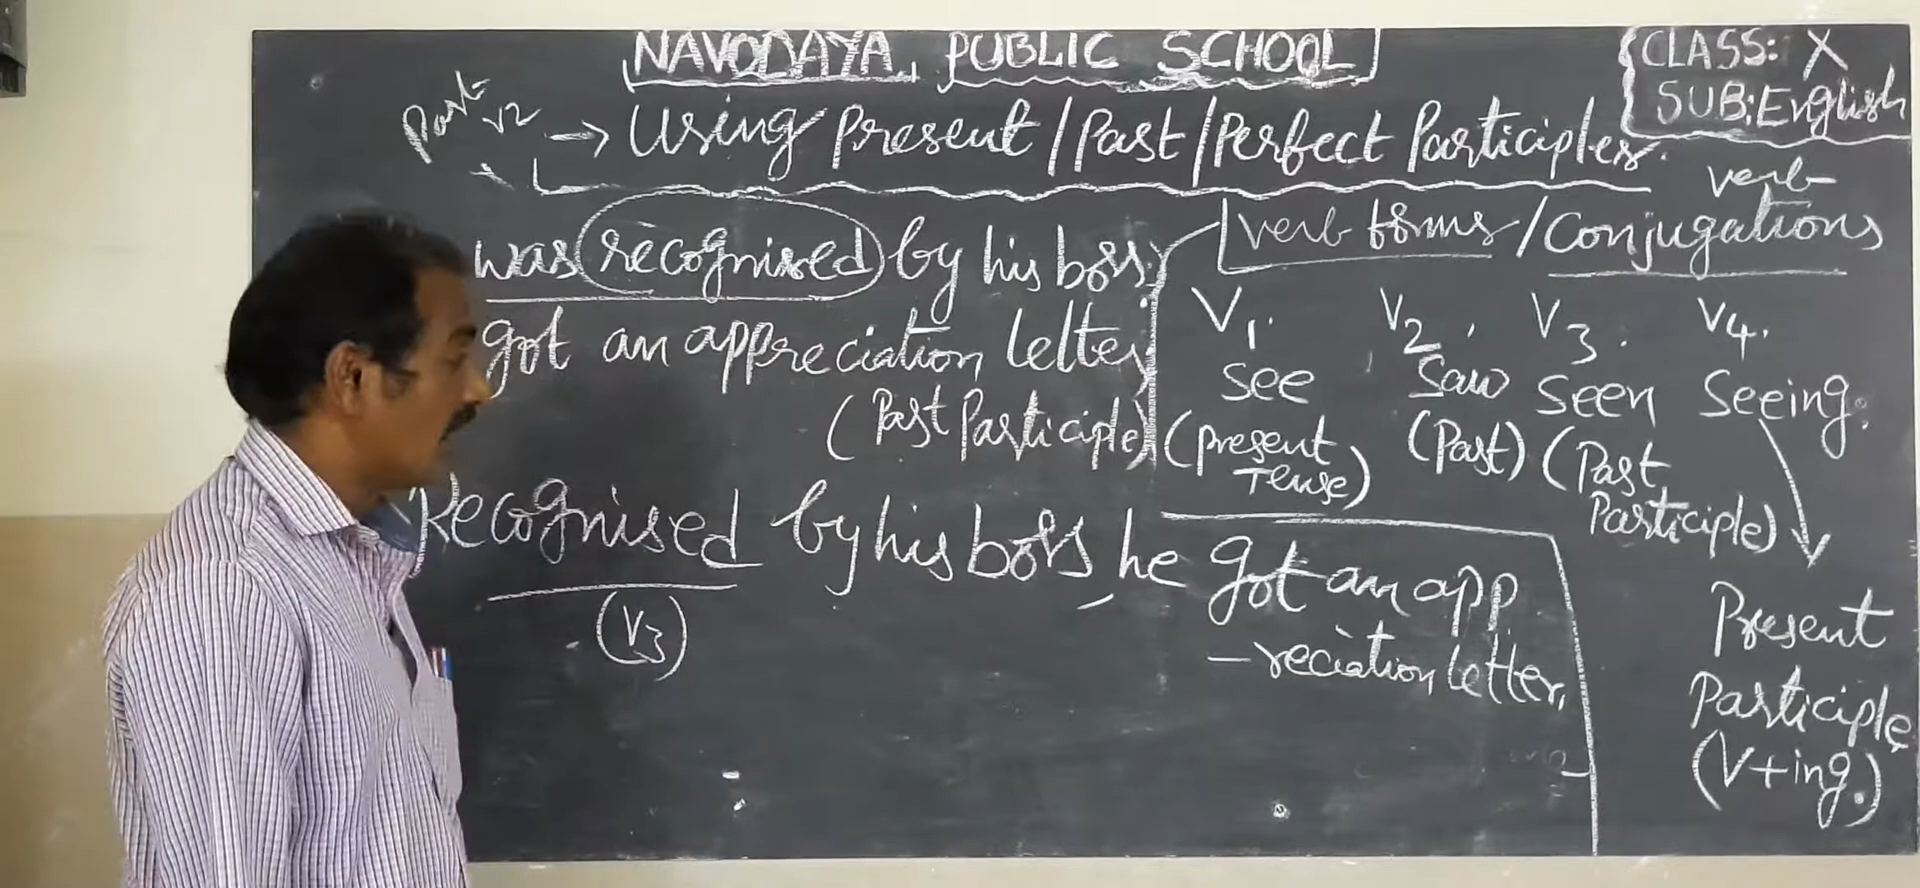 NAVODAYA PUBLIC SCHOOL
CLASS: X
SUB: English
Past V2
→ Using Present/Past/Perfect Participles.
was recognised by his boss
got an appreciation letter
(Past Participle)
Recognised by his boss, he got an app
-reciation letter.
(V3)
verb
verb forms / Conjugations
V1. V2. V3. V4.
see saw seen seeing.
(Present Tense) (Past) (Past Participle)
Present
Participle
(V+ing.)